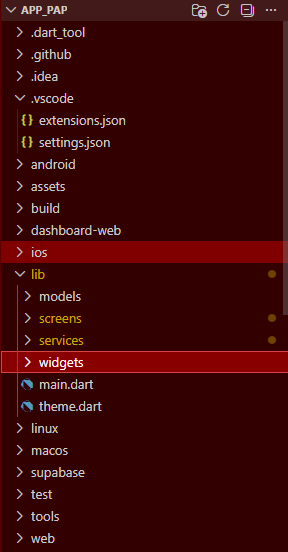 APP_PAP
.dart_tool
.github
.idea
.vscode
{} extensions.json
{} settings.json
android
assets
build
dashboard-web
ios
lib
models
screens
services
widgets
main.dart
theme.dart
linux
macos
supabase
test
tools
web